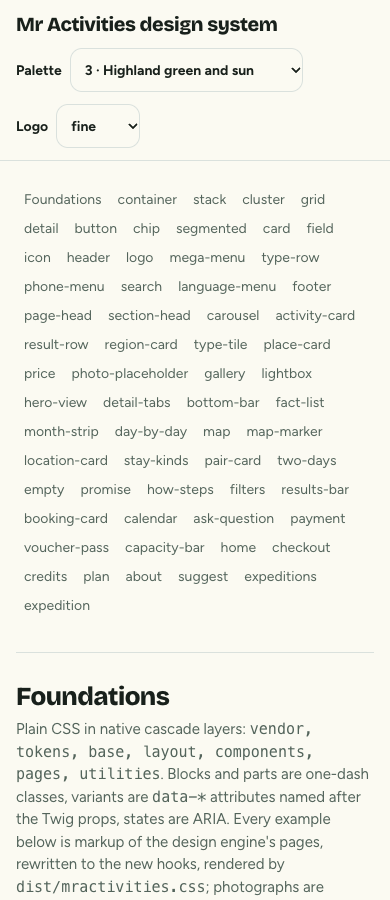 Mr Activities design system
Palette 3 · Highland green and sun
Logo fine
Foundations container stack cluster grid
detail button chip segmented card field
icon header logo mega-menu type-row
phone-menu search language-menu footer
page-head section-head carousel activity-card
result-row region-card type-tile place-card
price photo-placeholder gallery lightbox
hero-view detail-tabs bottom-bar fact-list
month-strip day-by-day map map-marker
location-card stay-kinds pair-card two-days
empty promise how-steps filters results-bar
booking-card calendar ask-question payment
voucher-pass capacity-bar home checkout
credits plan about suggest expeditions
expedition
Foundations
Plain CSS in native cascade layers: vendor,
tokens, base, layout, components,
pages, utilities. Blocks and parts are one-dash
classes, variants are data-* attributes named after
the Twig props, states are ARIA. Every example
below is markup of the design engine's pages,
rewritten to the new hooks, rendered by
dist/mractivities.css; photographs are